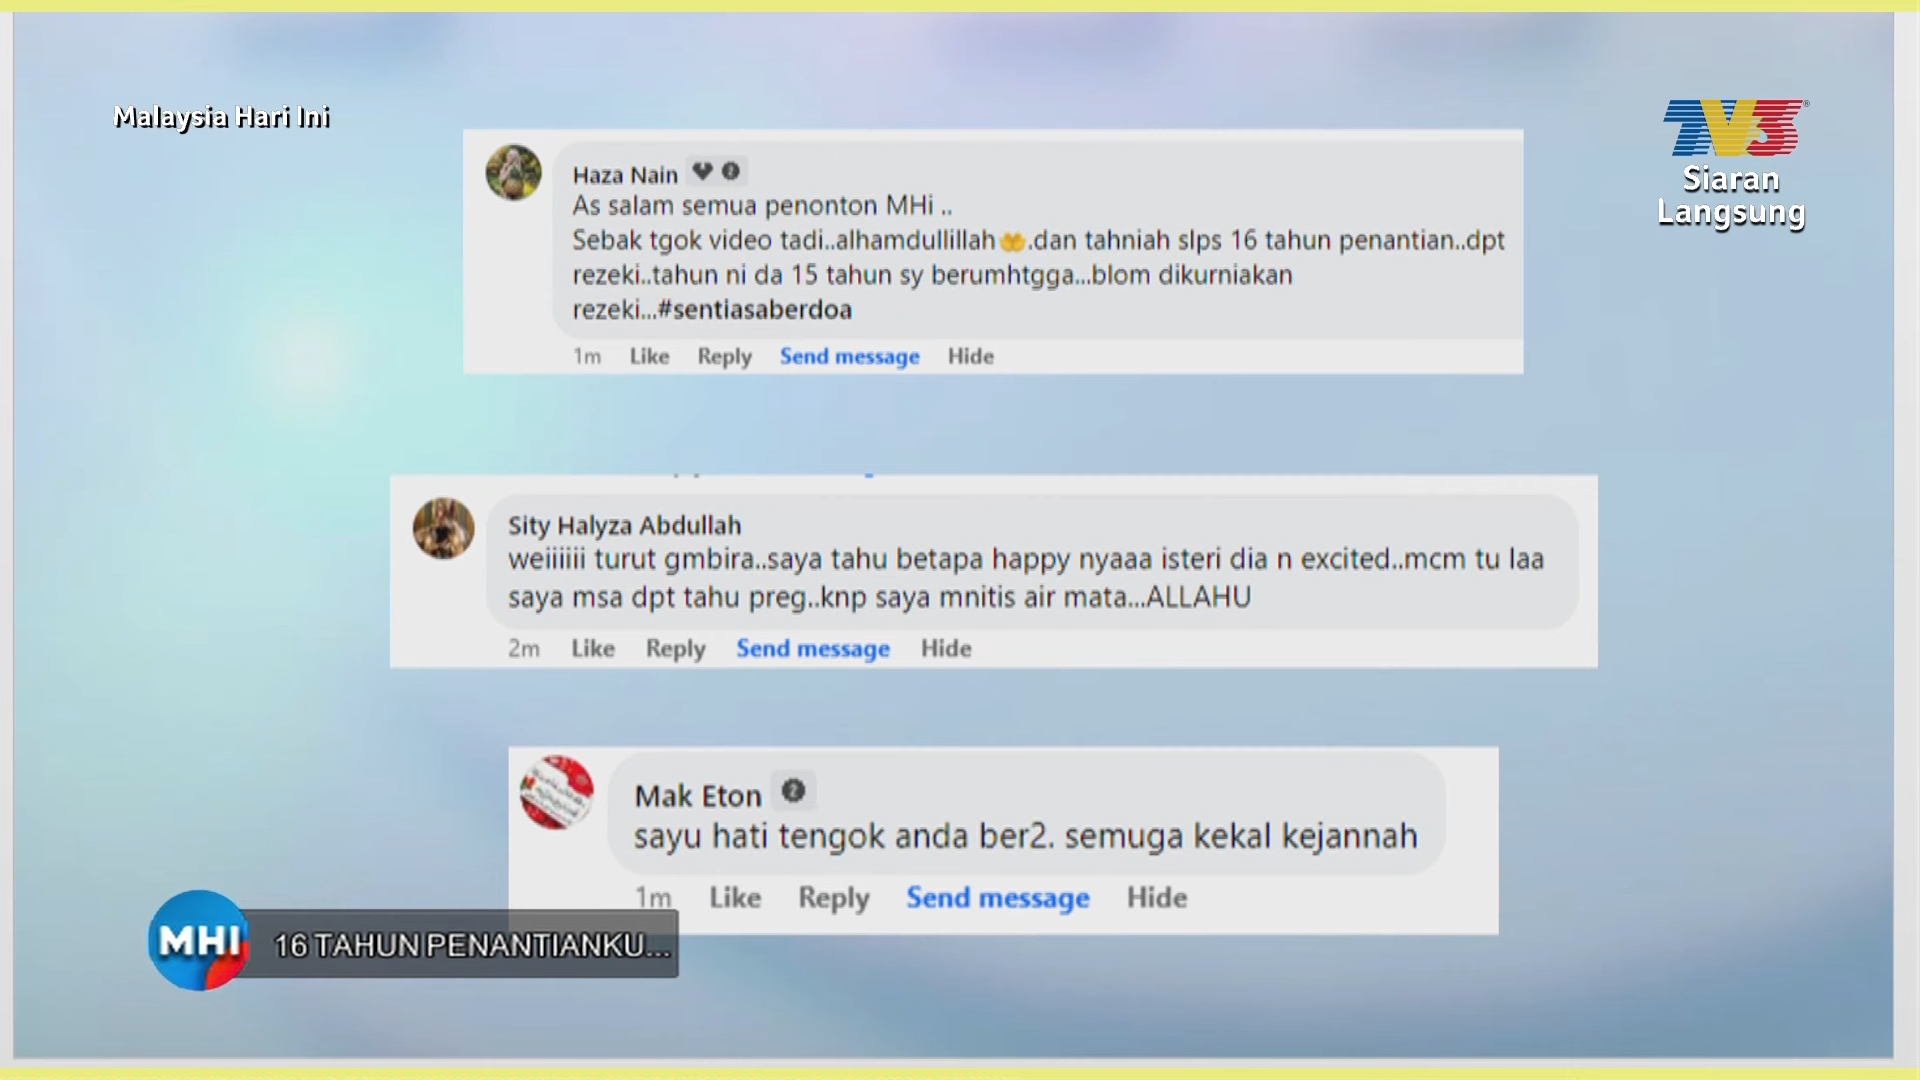 Malaysia Hari Ini
TV3
Siaran
Langsung
Haza Nain
As salam semua penonton MHi ..
Sebak tgok video tadi..alhamdullillah🤲.dan tahniah slps 16 tahun penantian..dpt
rezeki..tahun ni da 15 tahun sy berumhtgga...blom dikurniakan
rezeki...#sentiasaberdoa
1m Like Reply Send message Hide
Sity Halyza Abdullah
weiiiiii turut gmbira..saya tahu betapa happy nyaaa isteri dia n excited..mcm tu laa
saya msa dpt tahu preg..knp saya mnitis air mata...ALLAHU
2m Like Reply Send message Hide
Mak Eton
sayu hati tengok anda ber2. semuga kekal kejannah
1m Like Reply Send message Hide
MHI 16 TAHUN PENANTIANKU...